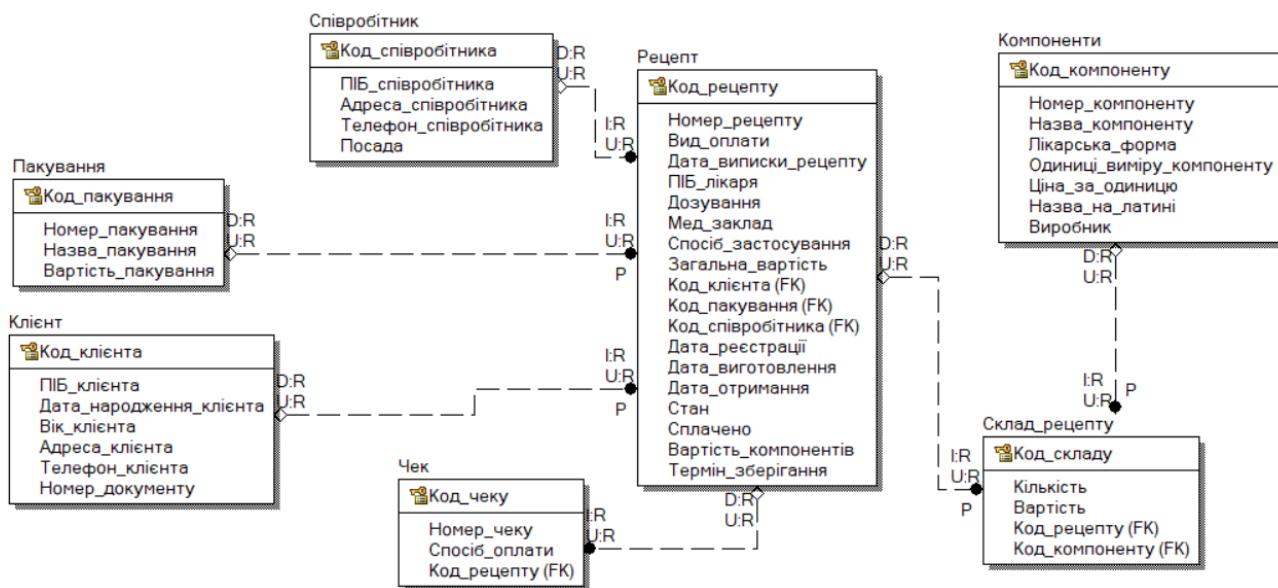 Співробітник
Код_співробітника
ПІБ_співробітника
Адреса_співробітника
Телефон_співробітника
Посада
D:R
U:R
I:R
U:R
Пакування
Код_пакування
Номер_пакування
Назва_пакування
Вартість_пакування
D:R
U:R
I:R
U:R
P
Клієнт
Код_клієнта
ПІБ_клієнта
Дата_народження_клієнта
Вік_клієнта
Адреса_клієнта
Телефон_клієнта
Номер_документу
D:R
U:R
I:R
U:R
P
Рецепт
Код_рецепту
Номер_рецепту
Вид_оплати
Дата_виписки_рецепту
ПІБ_лікаря
Дозування
Мед_заклад
Спосіб_застосування
Загальна_вартість
Код_клієнта (FK)
Код_пакування (FK)
Код_співробітника (FK)
Дата_реєстрації
Дата_виготовлення
Дата_отримання
Стан
Сплачено
Вартість_компонентів
Термін_зберігання
D:R
U:R
D:R
U:R
Чек
Код_чеку
Номер_чеку
Спосіб_оплати
Код_рецепту (FK)
I:R
U:R
Компоненти
Код_компоненту
Номер_компоненту
Назва_компоненту
Лікарська_форма
Одиниці_виміру_компоненту
Ціна_за_одиницю
Назва_на_латині
Виробник
D:R
U:R
I:R
U:R
P
Склад_рецепту
Код_складу
Кількість
Вартість
Код_рецепту (FK)
Код_компоненту (FK)
I:R
U:R
P